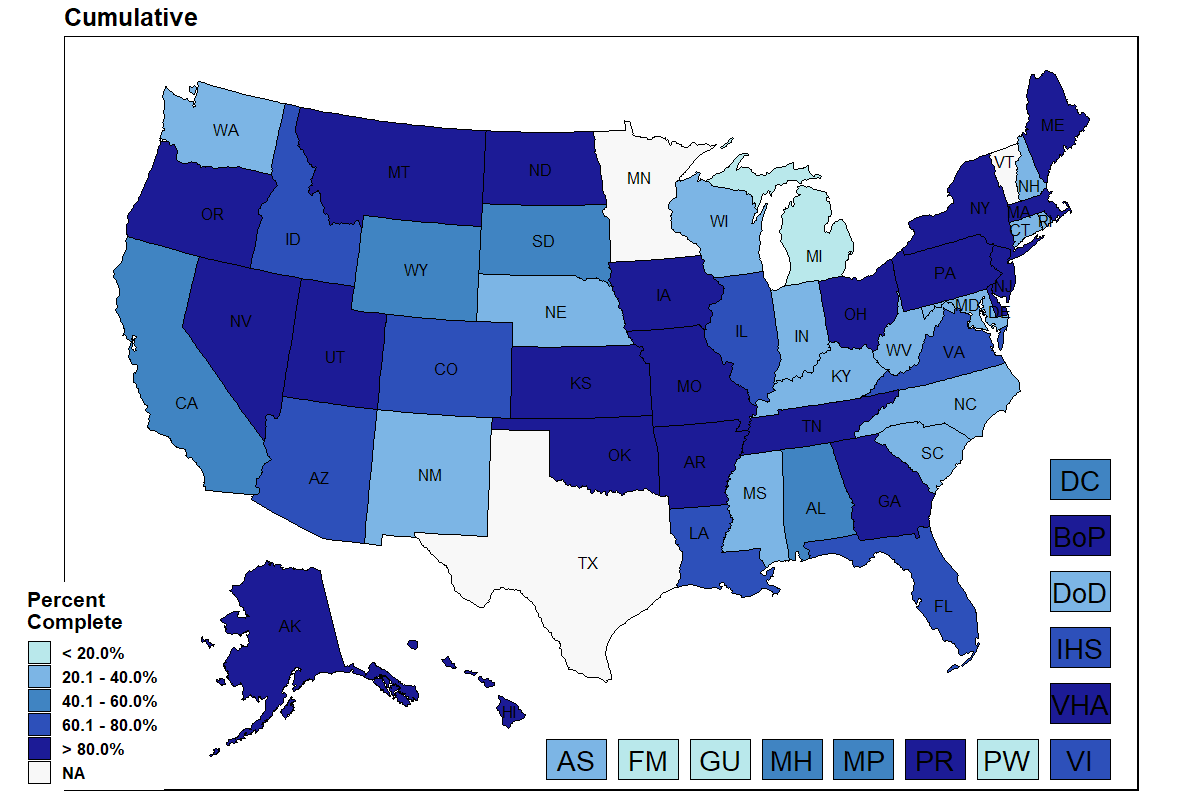 Cumulative
ME
WA
VT
MT
ND
MN
NH
OR
NY
MA
RI
WI
CT
ID
SD
MI
WY
PA
NJ
IA
MD
NE
OH
DE
NV
IL
IN
UT
WV
VA
CO
KY
KS
MO
CA
NC
TN
SC
OK
AR
AZ
NM
DC
MS
GA
AL
LA
BoP
TX
DoD
Percent
Complete
FL
AK
IHS
< 20.0%
20.1 - 40.0%
40.1 - 60.0%
VHA
HI
60.1 - 80.0%
> 80.0%
AS FM GU MH MP PR PW VI
NA